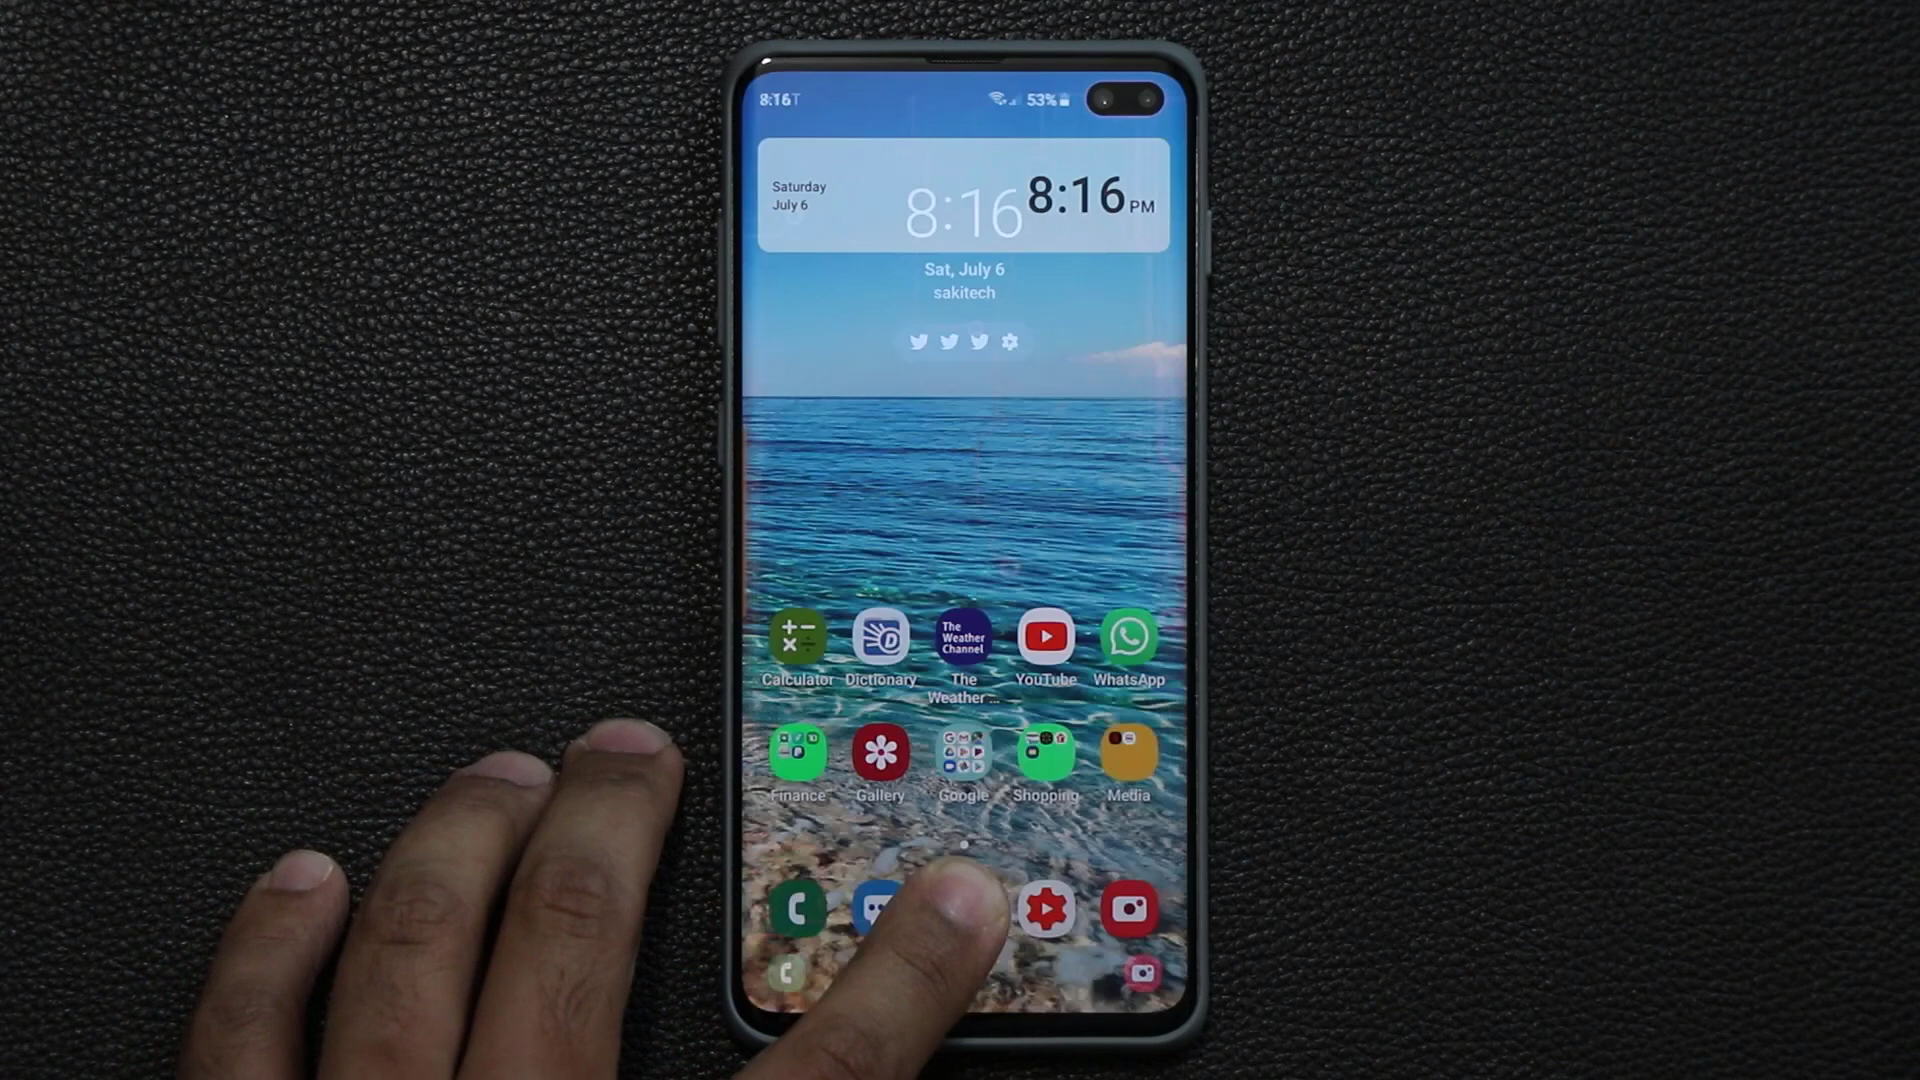 8:16
53%
Saturday
July 6
8:16
8:16 PM
Sat, July 6
sakitech
The
Weather
Channel
Calculator
Dictionary
The
Weather ...
YouTube
WhatsApp
Finance
Gallery
Google
Shopping
Media